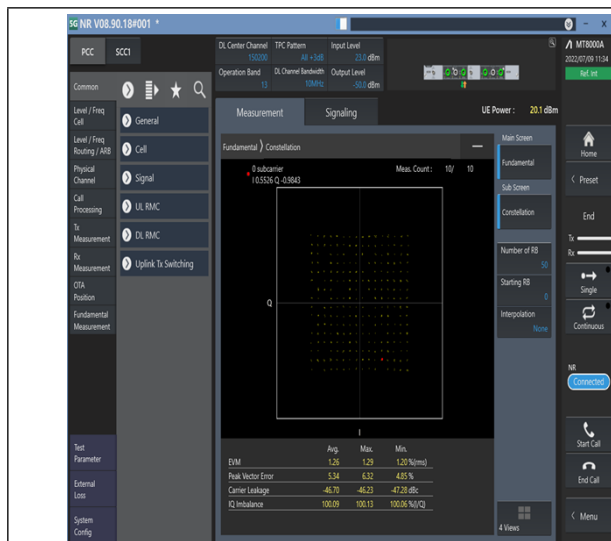 SG NR V08.90.18#001 *
PCC SCC1
DL Center Channel TPC Pattern Input Level
150200 All +3dB 23.0 dBm
Operation Band DL Channel Bandwidth Output Level
13 10MHz -50.0 dBm
MT8000A
2022/07/09 11:34
Ref. Int
Common
Level / Freq
Cell
Level / Freq
Routing / ARB
Physical
Channel
Call
Processing
Tx
Measurement
Rx
Measurement
OTA
Position
Fundamental
Measurement
Test
Parameter
External
Loss
System
Config
General
Cell
Signal
UL RMC
DL RMC
Uplink Tx Switching
Measurement Signaling UE Power : 20.1 dBm
Fundamental Constellation
0 subcarrier Meas. Count : 10/ 10
I 0.5526 Q -0.9843
Q
I
Avg. Max. Min.
EVM 1.26 1.29 1.20 %(rms)
Peak Vector Error 5.34 6.32 4.85 %
Carrier Leakage -46.70 -46.23 -47.28 dBc
IQ Imbalance 100.09 100.13 100.06 %(I/Q)
Main Screen
Fundamental
Sub Screen
Constellation
Number of RB
50
Starting RB
0
Interpolation
None
4 Views
Home
Preset
End
Tx
Rx
Single
Continuous
NR
Connected
Start Call
End Call
Menu